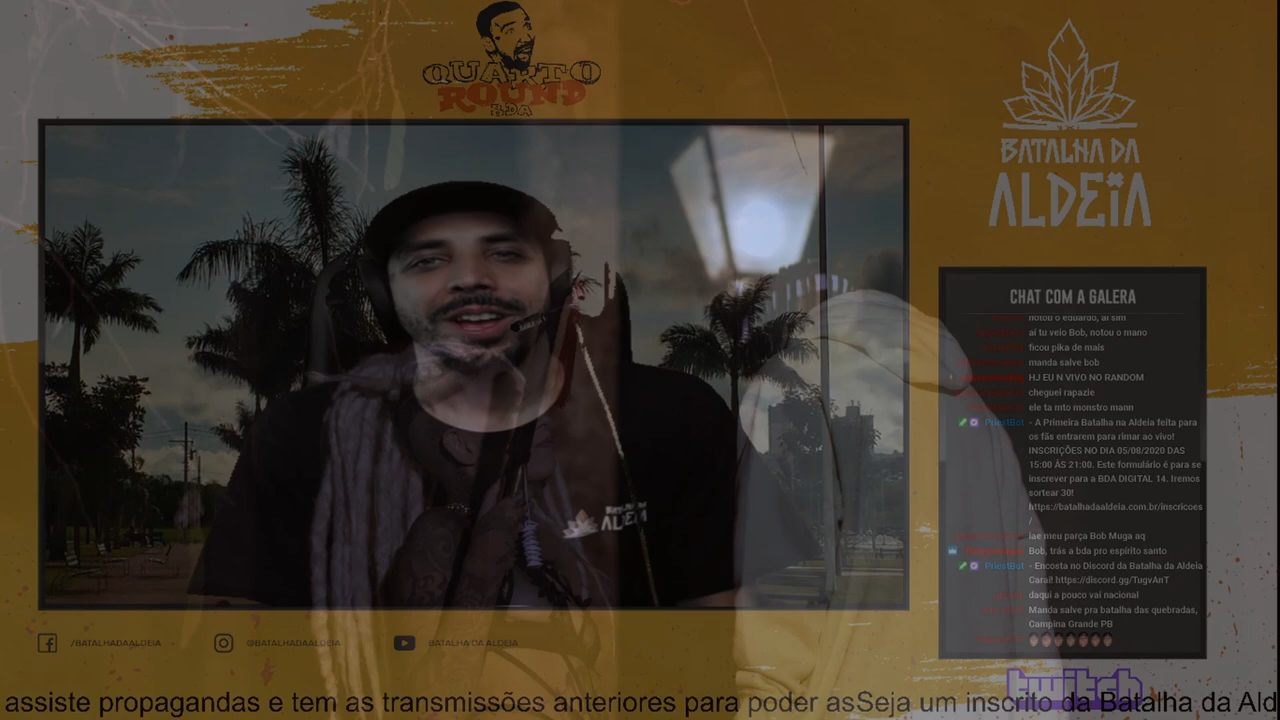 QUARTO
ROUND
BDA
BATALHA DA
ALDEIA
CHAT COM A GALERA
notou o eduardo, ai sim
aí tu veio Bob, notou o mano
ficou pika de mais
manda salve bob
HJ EU N VIVO NO RANDOM
cheguei rapazie
ele ta mto monstro mann
PriestBot - A Primeira Batalha na Aldeia feita para
os fãs entrarem para rimar ao vivo!
INSCRIÇÕES NO DIA 05/08/2020 DAS
15:00 ÀS 21:00. Este formulário é para se
inscrever para a BDA DIGITAL 14. Iremos
sortear 30!
https://batalhadaaldeia.com.br/inscricoes
/
Iae meu parça Bob Muga aq
Bob, trás a bda pro espírito santo
PriestBot - Encosta no Discord da Batalha da Aldeia
Carai! https://discord.gg/TugvAnT
daqui a pouco vai nacional
Manda salve pra batalha das quebradas,
Campina Grande PB
BATALHA DA
ALDEIA
/BATALHADAALDEIA
@BATALHADAALDEIA
BATALHA DA ALDEIA
twitch
assiste propagandas e tem as transmissões anteriores para poder asSeja um inscrito da Batalha da Ald